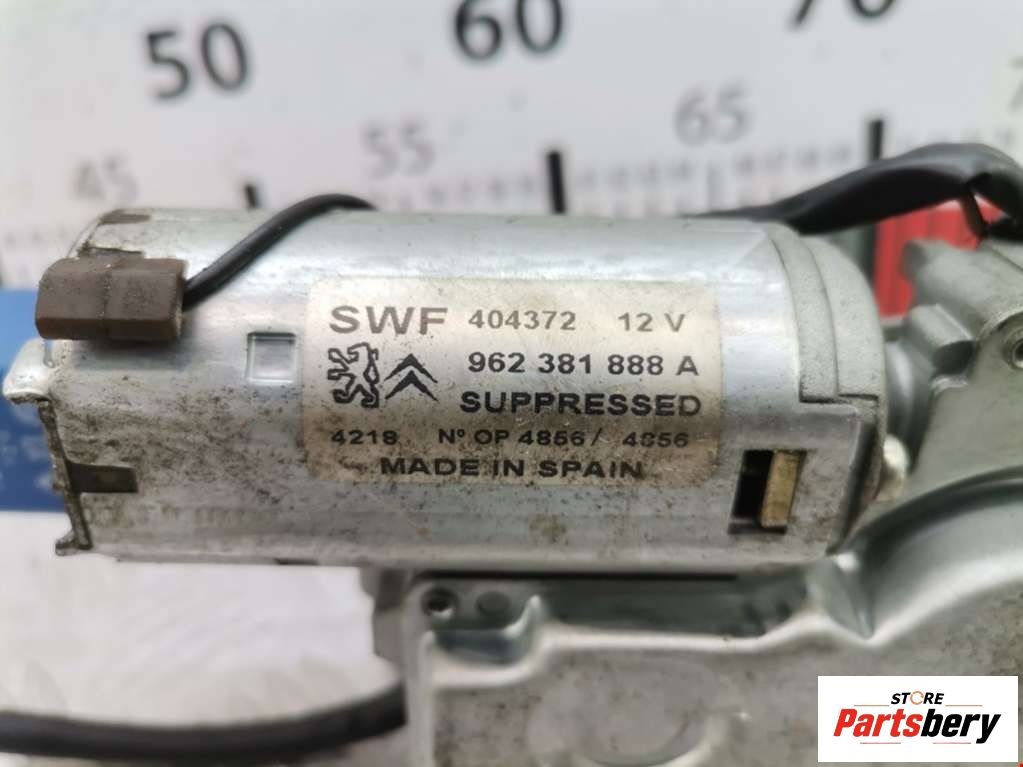 50 60 70
45 55 65
SWF 404372 12 V
962 381 888 A
SUPPRESSED
4218 Nº OP 4856 / 4856
MADE IN SPAIN
STORE
Partsbery